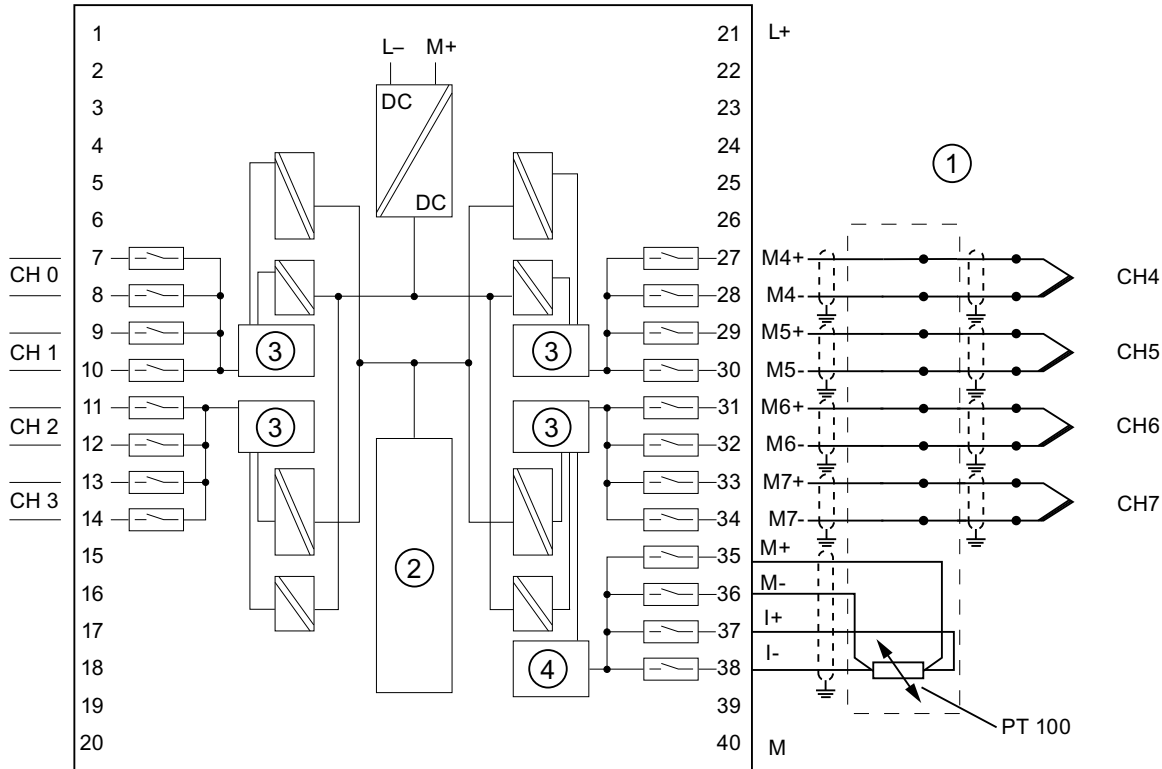 1 21 L+
2 L– M+ 22
3 DC 23
4 24
5 25 ①
6 DC 26
7 27 M4+
CH 0 CH4
8 28 M4-
9 29 M5+
CH 1 ③ ③ CH5
10 30 M5-
11 31 M6+
CH 2 ③ ③ CH6
12 32 M6-
13 33 M7+
CH 3 CH7
14 34 M7-
15 35 M+
② 
16 36 M-
17 37 I+
18 ④ 38 I-
19 39
PT 100
20 40 M